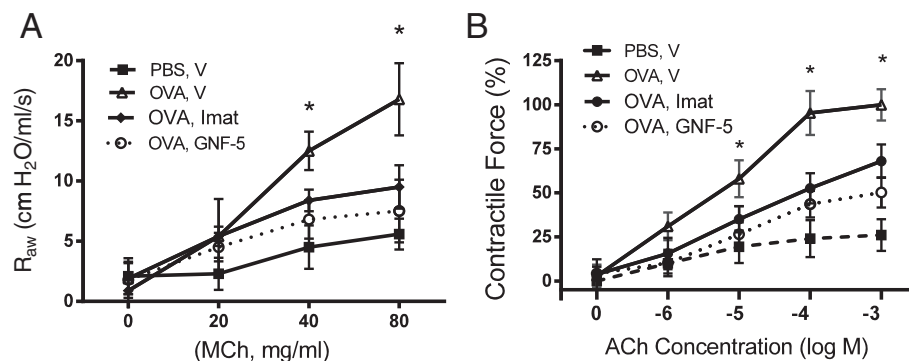 A
*
*
20
15
10
5
0
R_aw (cm H₂O/ml/s)
PBS, V
OVA, V
OVA, Imat
OVA, GNF-5
0 20 40 80
(MCh, mg/ml)
B
*
*
*
125
100
75
50
25
0
Contractile Force (%)
PBS, V
OVA, V
OVA, Imat
OVA, GNF-5
0 -6 -5 -4 -3
ACh Concentration (log M)